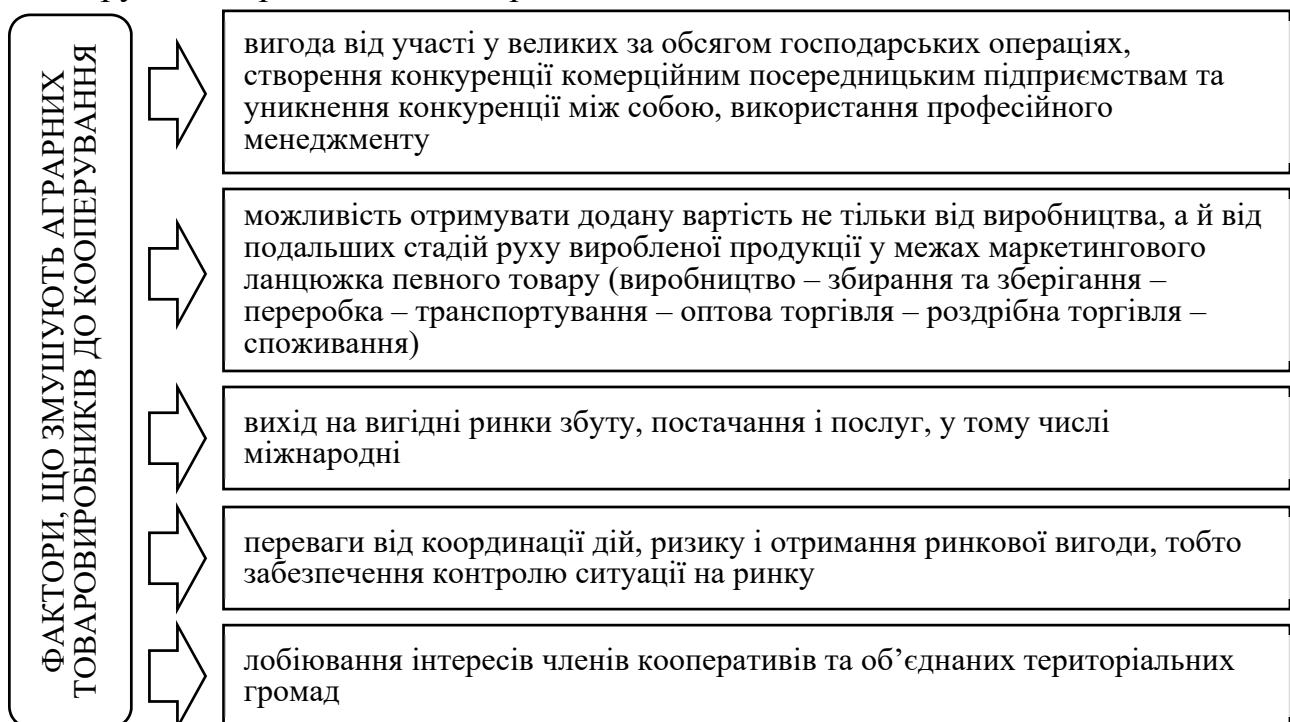 ФАКТОРИ, ЩО ЗМУШУЮТЬ АГРАРНИХ
ТОВАРОВИРОБНИКІВ ДО КООПЕРУВАННЯ
вигода від участі у великих за обсягом господарських операціях,
створення конкуренції комерційним посередницьким підприємствам та
уникнення конкуренції між собою, використання професійного
менеджменту
можливість отримувати додану вартість не тільки від виробництва, а й від
подальших стадій руху виробленої продукції у межах маркетингового
ланцюжка певного товару (виробництво – збирання та зберігання –
переробка – транспортування – оптова торгівля – роздрібна торгівля –
споживання)
вихід на вигідні ринки збуту, постачання і послуг, у тому числі
міжнародні
переваги від координації дій, ризику і отримання ринкової вигоди, тобто
забезпечення контролю ситуації на ринку
лобіювання інтересів членів кооперативів та об’єднаних територіальних
громад